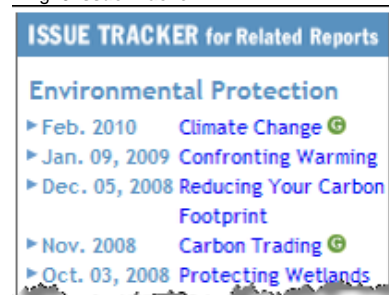 ISSUE TRACKER for Related Reports
Environmental Protection
Feb. 2010 Climate Change G
Jan. 09, 2009 Confronting Warming
Dec. 05, 2008 Reducing Your Carbon
Footprint
Nov. 2008 Carbon Trading G
Oct. 03, 2008 Protecting Wetlands